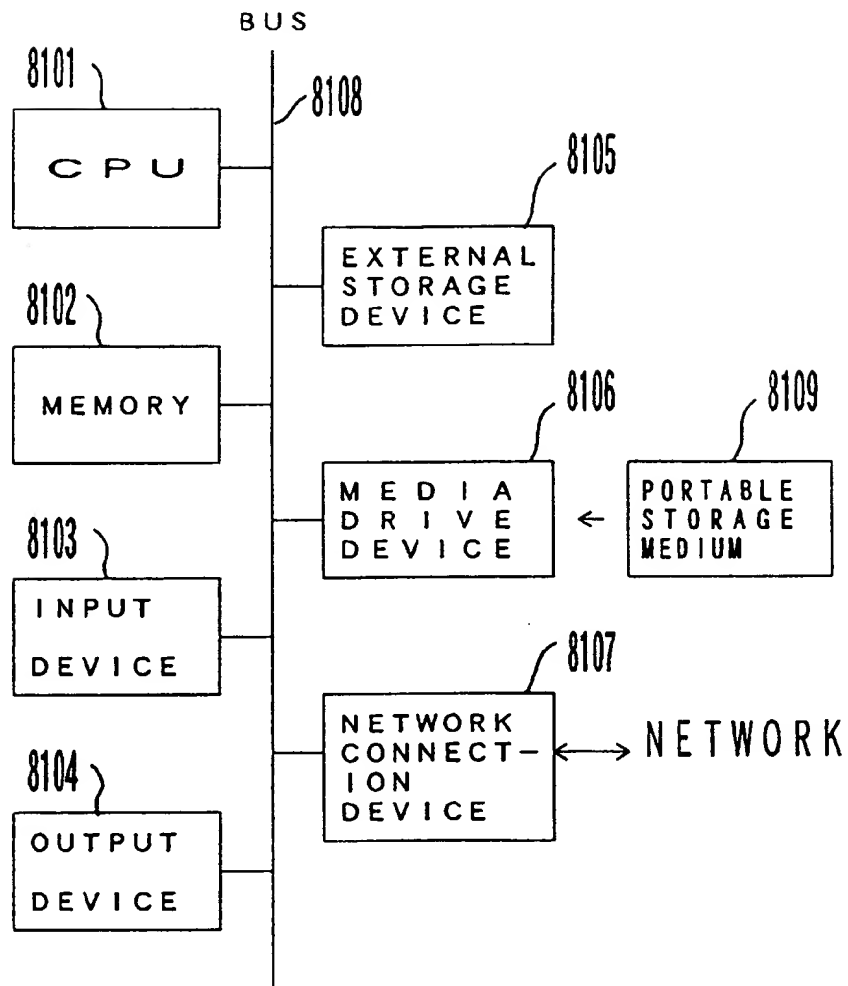 BUS
8101
8108
CPU
8105
EXTERNAL
STORAGE
DEVICE
8102
MEMORY
8106
8109
MEDIA
DRIVE
DEVICE
PORTABLE
STORAGE
MEDIUM
8103
INPUT
DEVICE
8107
NETWORK
CONNECT-
ION
DEVICE
NETWORK
8104
OUTPUT
DEVICE